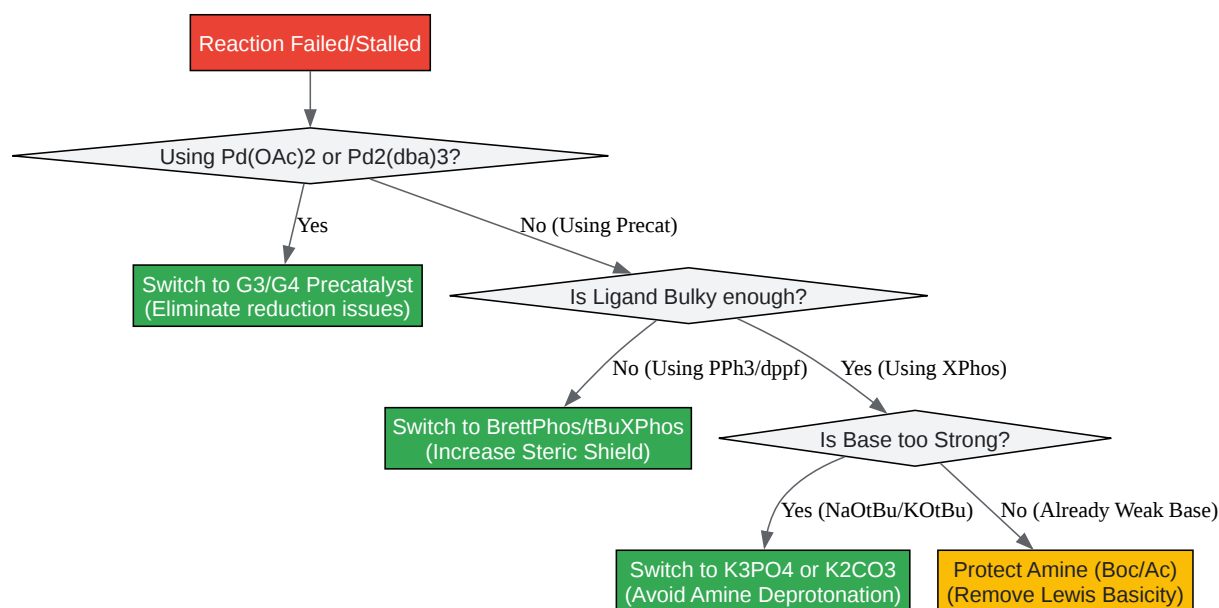 Reaction Failed/Stalled
Using Pd(OAc)2 or Pd2(dba)3?
Yes
No (Using Precat)
Switch to G3/G4 Precatalyst
(Eliminate reduction issues)
Is Ligand Bulky enough?
No (Using PPh3/dppf)
Yes (Using XPhos)
Switch to BrettPhos/tBuXPhos
(Increase Steric Shield)
Is Base too Strong?
Yes (NaOtBu/KOtBu)
No (Already Weak Base)
Switch to K3PO4 or K2CO3
(Avoid Amine Deprotonation)
Protect Amine (Boc/Ac)
(Remove Lewis Basicity)